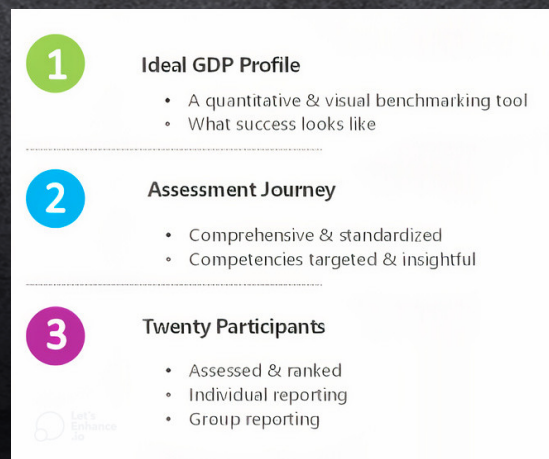 1
Ideal GDP Profile
• A quantitative & visual benchmarking tool
• What success looks like
2
Assessment Journey
• Comprehensive & standardized
• Competencies targeted & insightful
3
Twenty Participants
• Assessed & ranked
• Individual reporting
• Group reporting
Let's
Enhance
.io